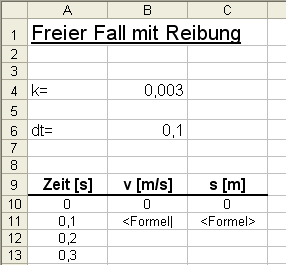 A B C
1 Freier Fall mit Reibung
2
3
4 k= 0,003
5
6 dt= 0,1
7
8
9 Zeit [s] v [m/s] s [m]
10 0 0 0
11 0,1 <Formel| <Formel>
12 0,2
13 0,3